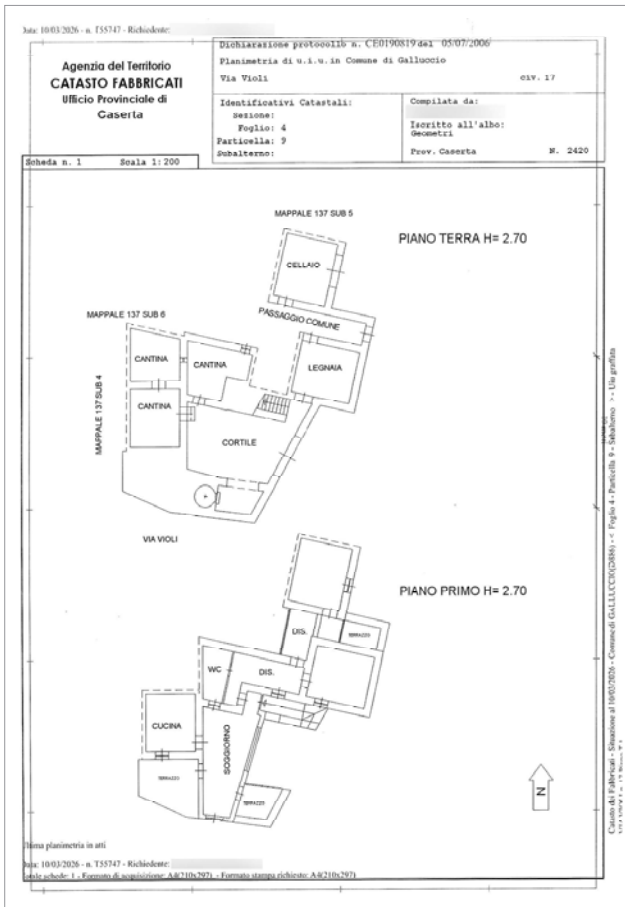 Data: 10/03/2026 - n. T55747 - Richiedente:
Agenzia del Territorio
CATASTO FABBRICATI
Ufficio Provinciale di
Caserta
Dichiarazione protocollo n. CE0190819 del 05/07/2006
Planimetria di u.i.u. in Comune di Galluccio
Via Violi civ. 17
Identificativi Catastali:
Sezione:
Foglio: 4
Particella: 9
Subalterno:
Compilata da:
Iscritto all'albo:
Geometri
Prov. Caserta N. 2420
Scheda n. 1 Scala 1:200
MAPPALE 137 SUB 5
PIANO TERRA H= 2.70
CELLAIO
PASSAGGIO COMUNE
MAPPALE 137 SUB 6
CANTINA
CANTINA
LEGNAIA
MAPPALE 137 SUB 4
CANTINA
CORTILE
VIA VIOLI
PIANO PRIMO H= 2.70
DIS.
TERRAZZO
WC
DIS.
CUCINA
SOGGIORNO
TERRAZZO
TERRAZZO
N
Ultima planimetria in atti
Data: 10/03/2026 - n. T55747 - Richiedente:
Totale schede: 1 - Formato di acquisizione: A4(210x297) - Formato stampa richiesto: A4(210x297)
Catasto dei Fabbricati - Situazione al 10/03/2026 - Comune di GALLUCCIO(D886) - < Foglio 4 - Particella 9 - Subalterno > - Uiu graffata
VIA VIOLI n. 17 Piano T